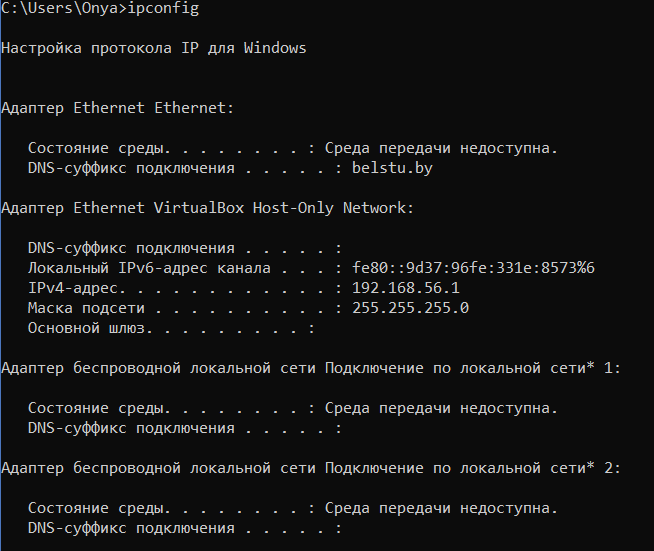 C:\Users\Onya>ipconfig
Настройка протокола IP для Windows
Адаптер Ethernet Ethernet:
Состояние среды. . . . . . . . : Среда передачи недоступна.
DNS-суффикс подключения . . . . . : belstu.by
Адаптер Ethernet VirtualBox Host-Only Network:
DNS-суффикс подключения . . . . . :
Локальный IPv6-адрес канала . . . : fe80::9d37:96fe:331e:8573%6
IPv4-адрес. . . . . . . . . . . . : 192.168.56.1
Маска подсети . . . . . . . . . . : 255.255.255.0
Основной шлюз. . . . . . . . . :
Адаптер беспроводной локальной сети Подключение по локальной сети* 1:
Состояние среды. . . . . . . . : Среда передачи недоступна.
DNS-суффикс подключения . . . . . :
Адаптер беспроводной локальной сети Подключение по локальной сети* 2:
Состояние среды. . . . . . . . : Среда передачи недоступна.
DNS-суффикс подключения . . . . . :